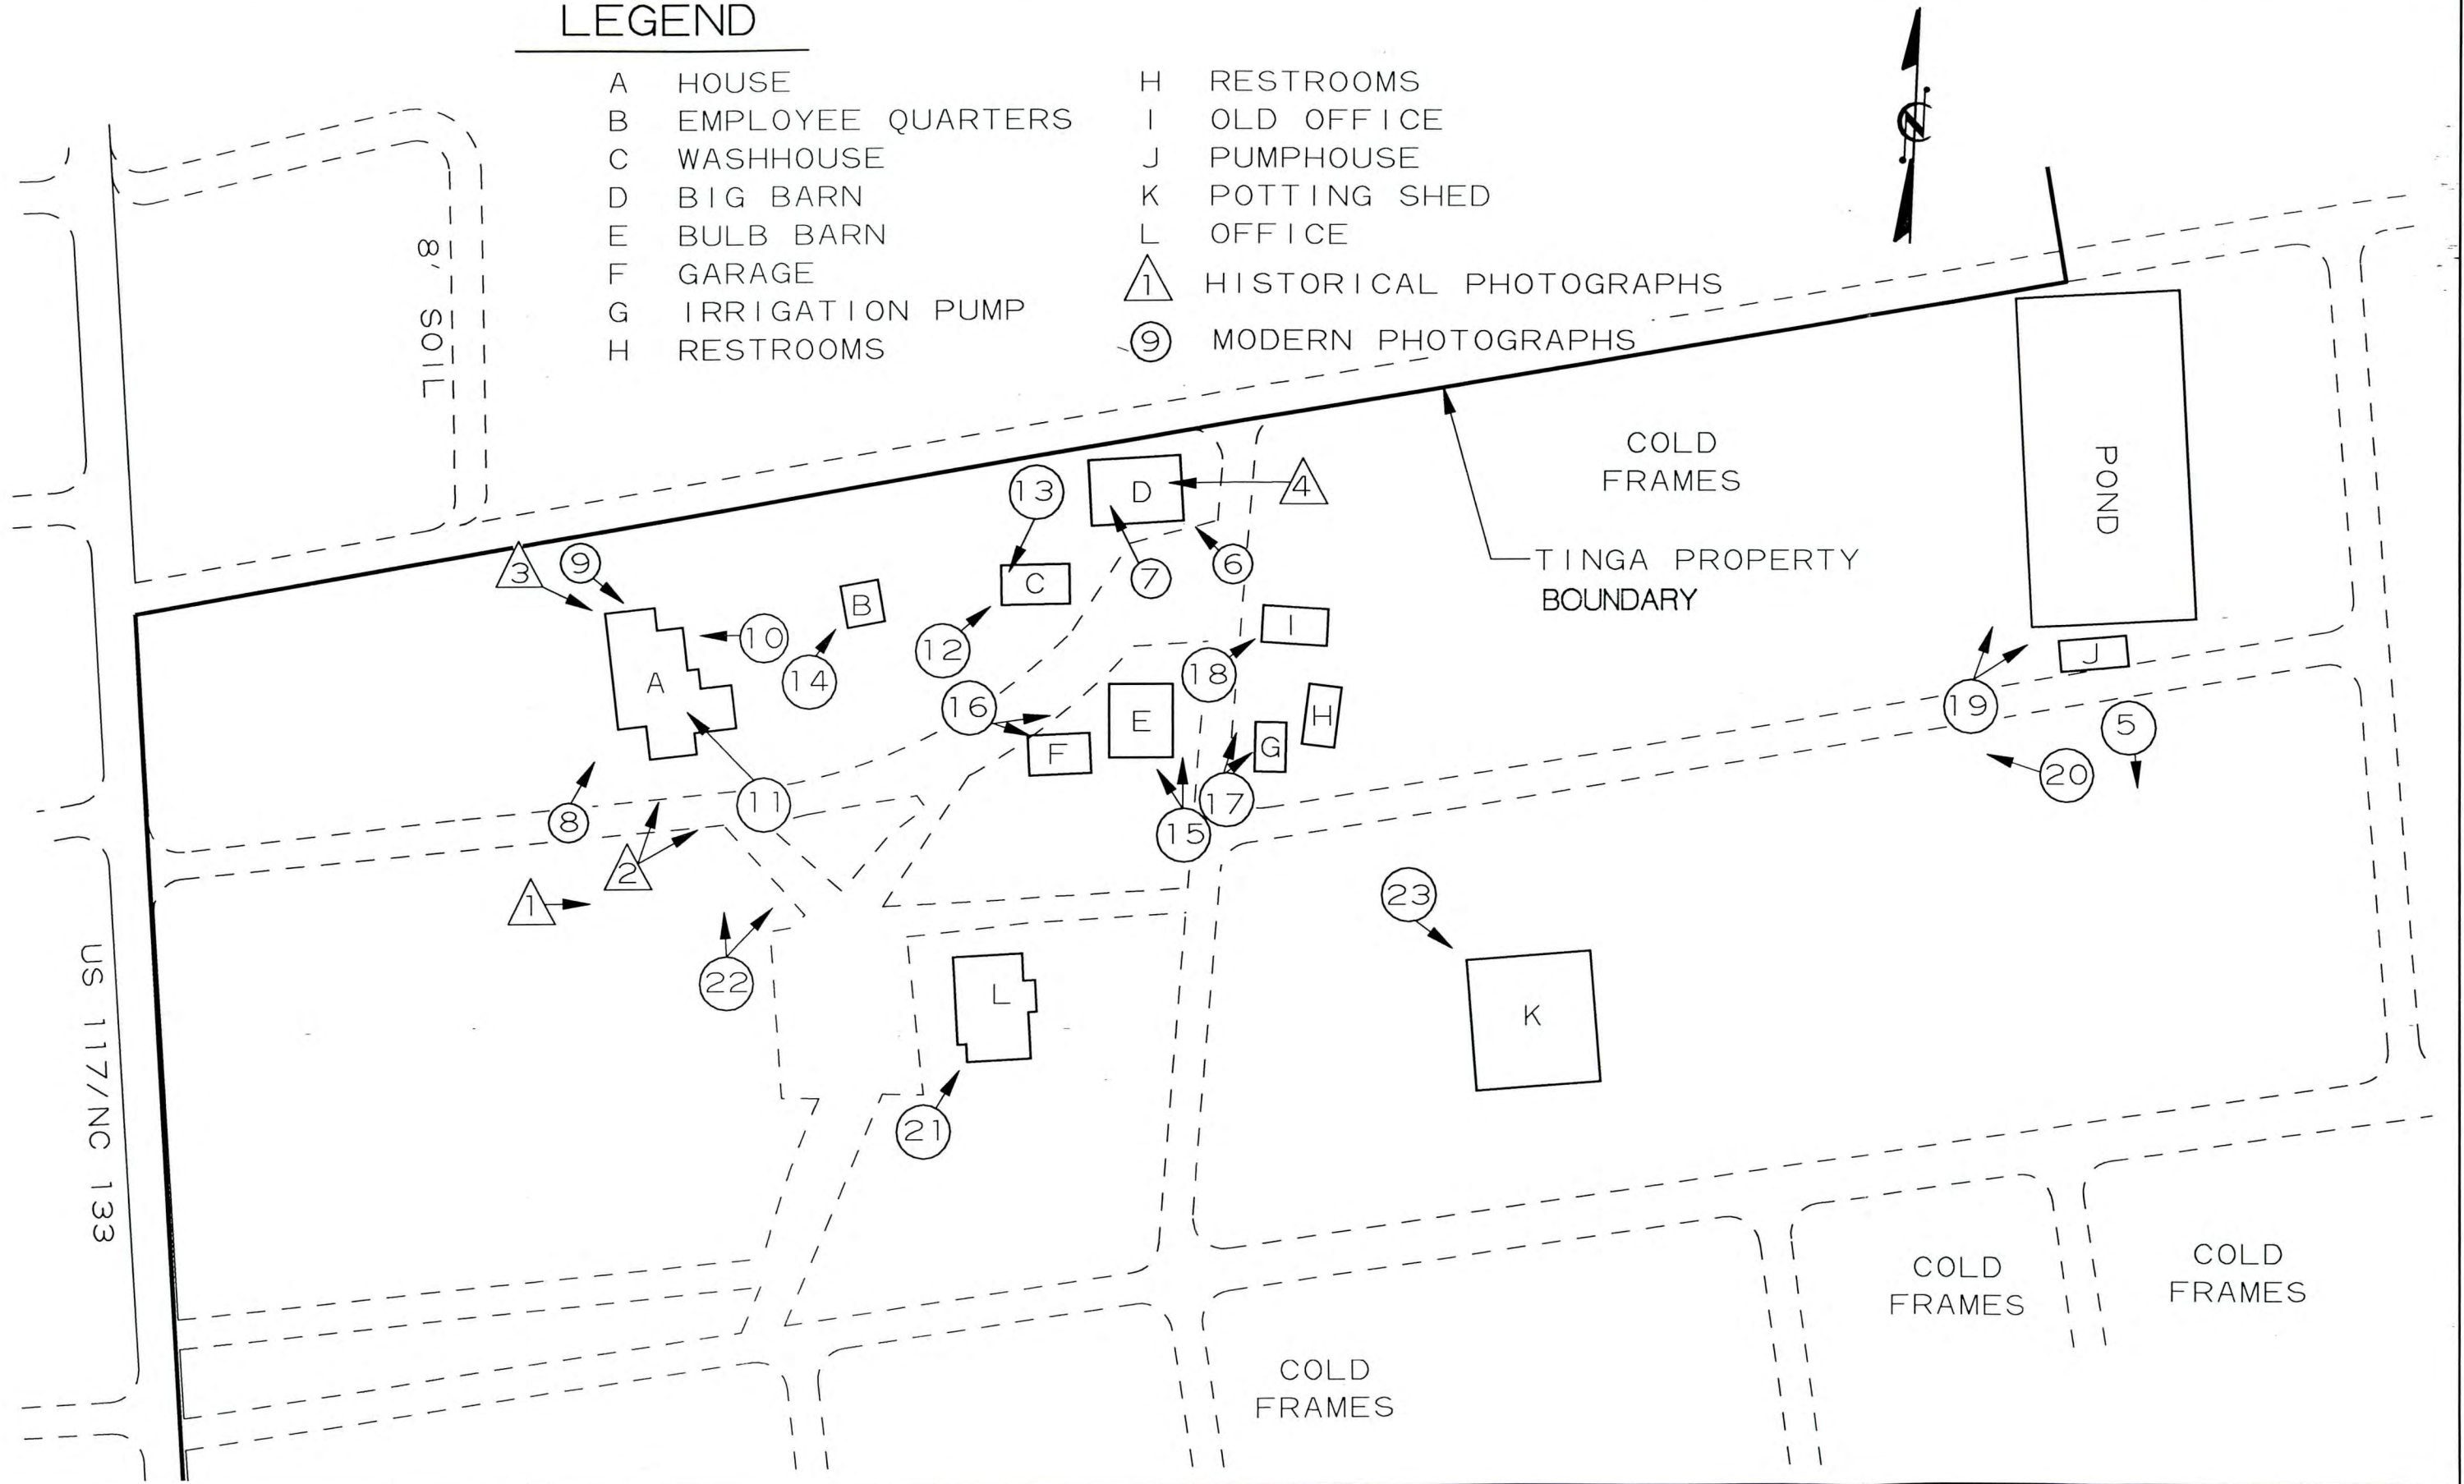 LEGEND
A HOUSE
B EMPLOYEE QUARTERS
C WASHHOUSE
D BIG BARN
E BULB BARN
F GARAGE
G IRRIGATION PUMP
H RESTROOMS
H RESTROOMS
I OLD OFFICE
J PUMPHOUSE
K POTTING SHED
L OFFICE
1 HISTORICAL PHOTOGRAPHS
9 MODERN PHOTOGRAPHS
N
8' SOIL
COLD
FRAMES
POND
TINGA PROPERTY
BOUNDARY
13
D
4
3
9
C
7
6
B
10
14
12
I
18
J
A
16
E
H
19
5
F
G
20
11
17
8
15
2
1
23
22
L
K
21
US 117/NC 133
COLD
FRAMES
COLD
FRAMES
COLD
FRAMES